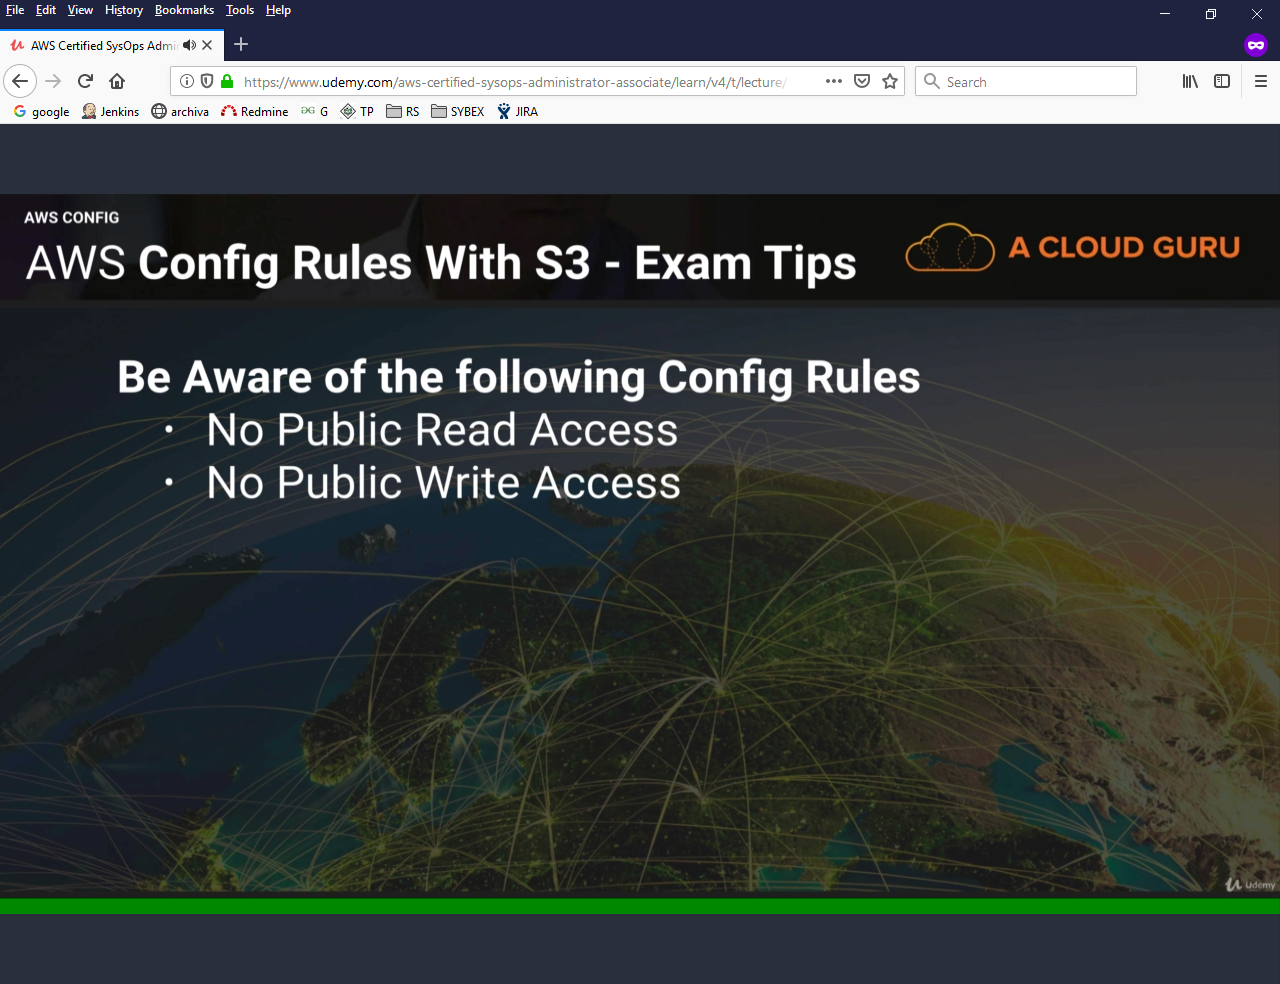 File Edit View History Bookmarks Tools Help
AWS Certified SysOps Admi
https://www.udemy.com/aws-certified-sysops-administrator-associate/learn/v4/t/lecture/
Search
google Jenkins archiva Redmine G TP RS SYBEX JIRA
AWS CONFIG
AWS Config Rules With S3 - Exam Tips
A CLOUD GURU
Be Aware of the following Config Rules
• No Public Read Access
• No Public Write Access
Udemy